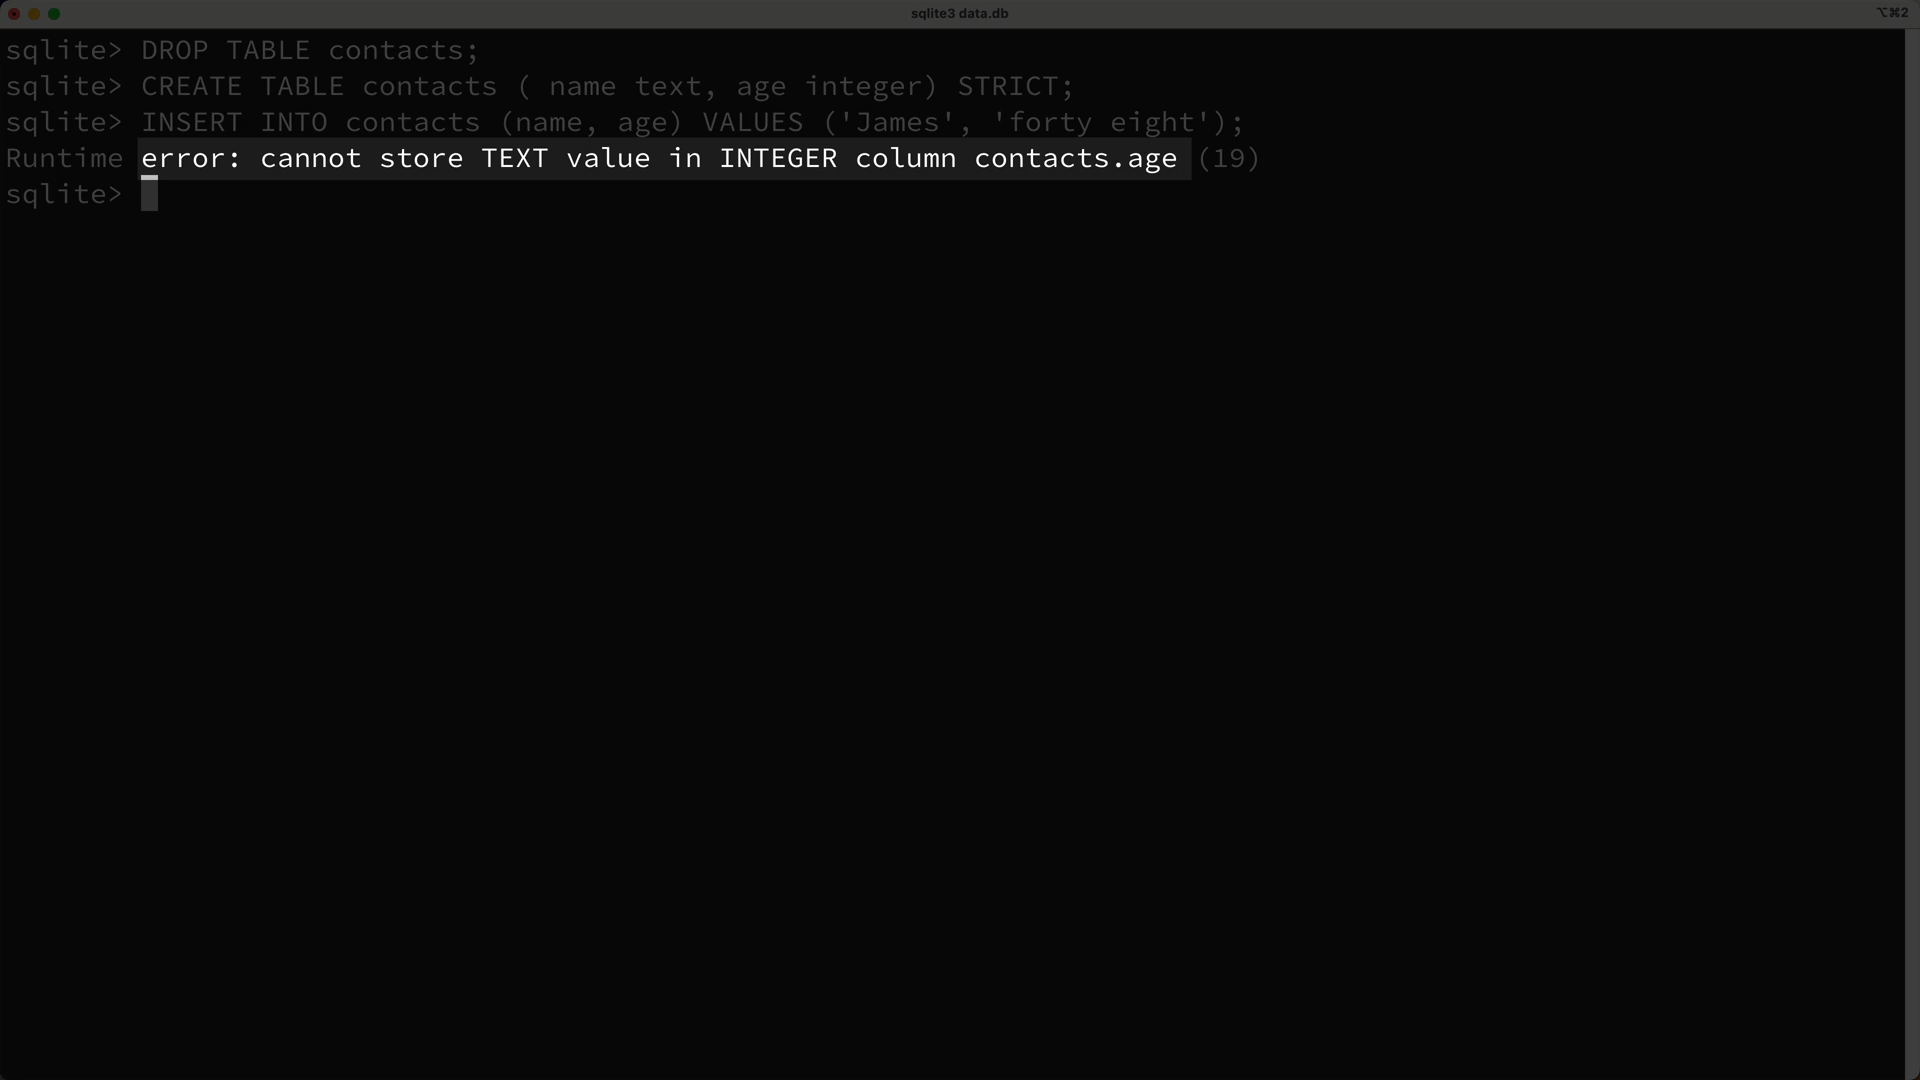 sqlite3 data.db
⌥⌘2
sqlite> DROP TABLE contacts;
sqlite> CREATE TABLE contacts ( name text, age integer) STRICT;
sqlite> INSERT INTO contacts (name, age) VALUES ('James', 'forty eight');
Runtime error: cannot store TEXT value in INTEGER column contacts.age (19)
sqlite>